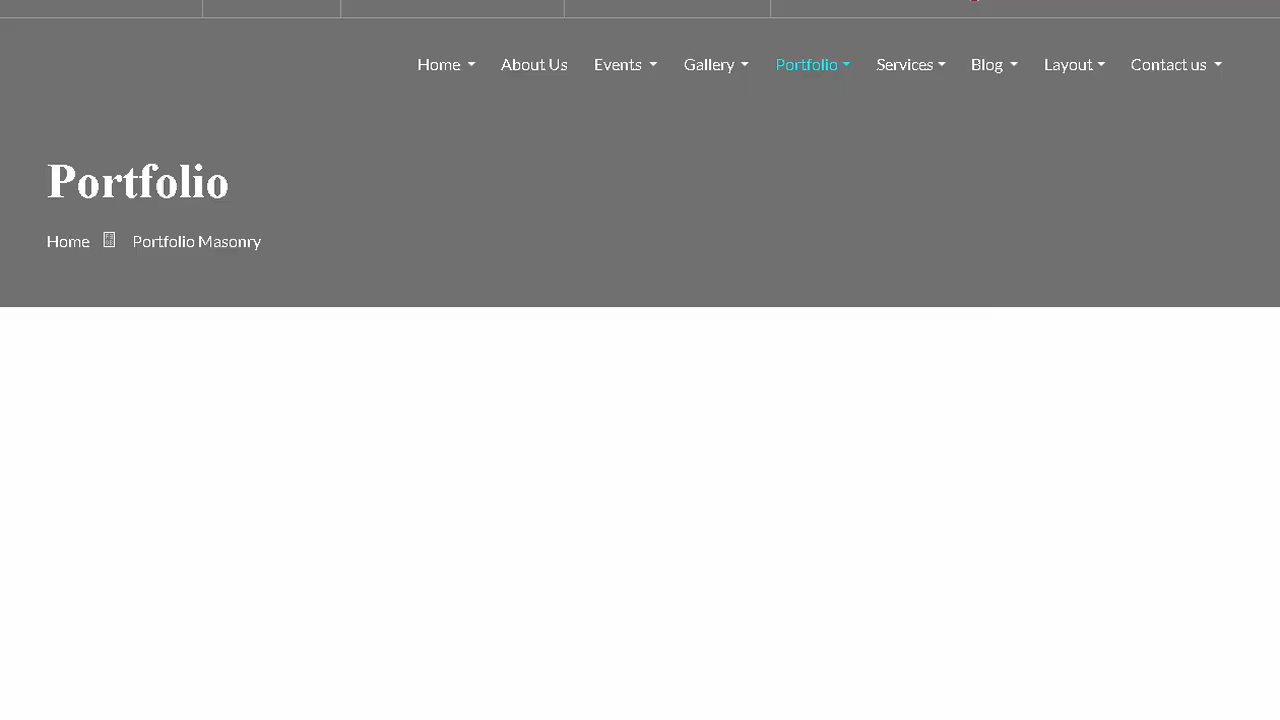 Home About Us Events Gallery Portfolio Services Blog Layout Contact us
Portfolio
Home Portfolio Masonry